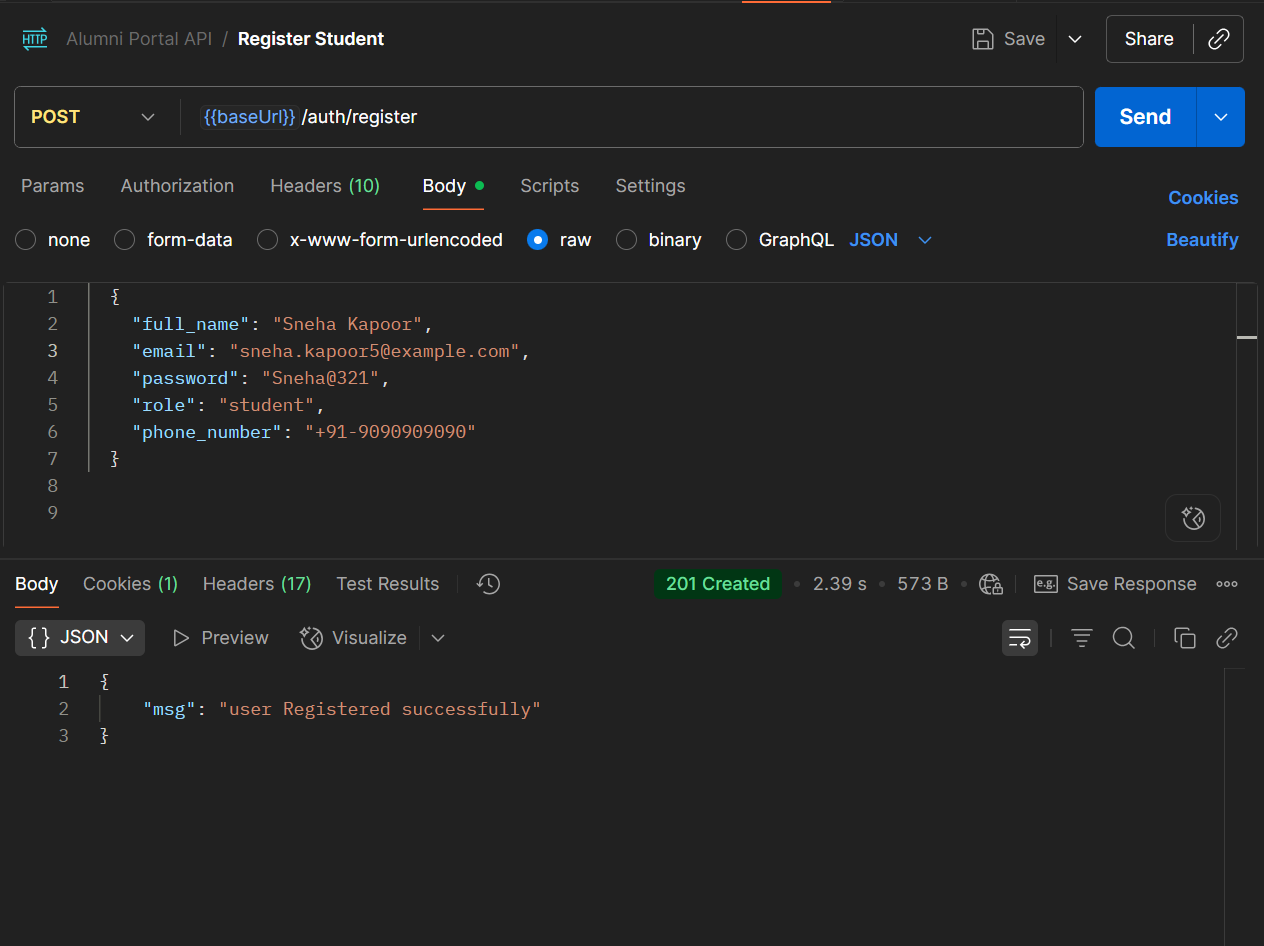 HTTP Alumni Portal API / Register Student Save Share
POST {{baseUrl}} /auth/register Send
Params Authorization Headers (10) Body Scripts Settings Cookies
none form-data x-www-form-urlencoded raw binary GraphQL JSON Beautify
1 {
2 "full_name": "Sneha Kapoor",
3 "email": "sneha.kapoor5@example.com",
4 "password": "Sneha@321",
5 "role": "student",
6 "phone_number": "+91-9090909090"
7 }
8
9
Body Cookies (1) Headers (17) Test Results 201 Created • 2.39 s • 573 B • e.g. Save Response
{} JSON Preview Visualize
1 {
2 "msg": "user Registered successfully"
3 }